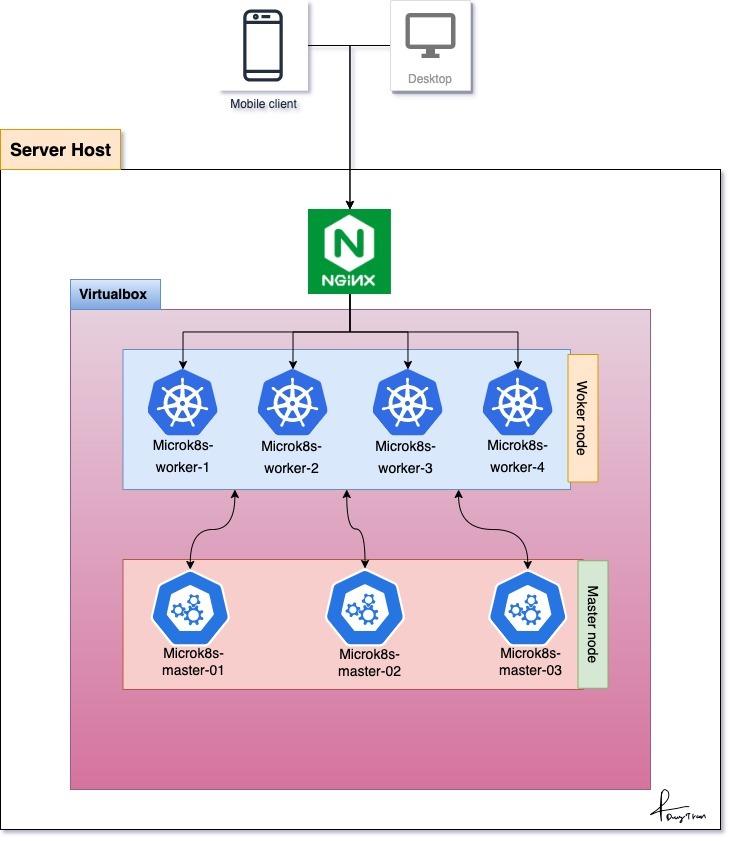 Mobile client
Desktop
Server Host
NGINX
Virtualbox
Microk8s-
worker-1
Microk8s-
worker-2
Microk8s-
worker-3
Microk8s-
worker-4
Woker node
Microk8s-
master-01
Microk8s-
master-02
Microk8s-
master-03
Master node